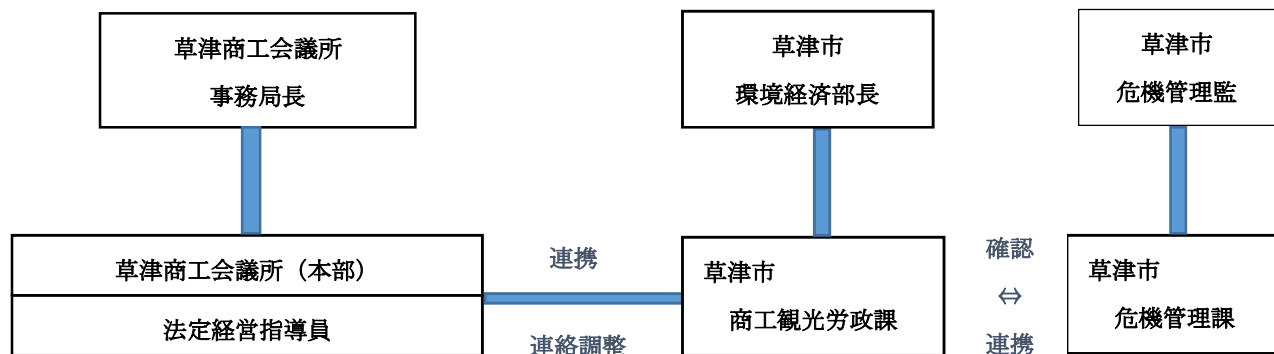 草津商工会議所
事務局長
草津市
環境経済部長
草津市
危機管理監
草津商工会議所（本部）
法定経営指導員
連携
連絡調整
草津市
商工観光労政課
確認
⇔
連携
草津市
危機管理課